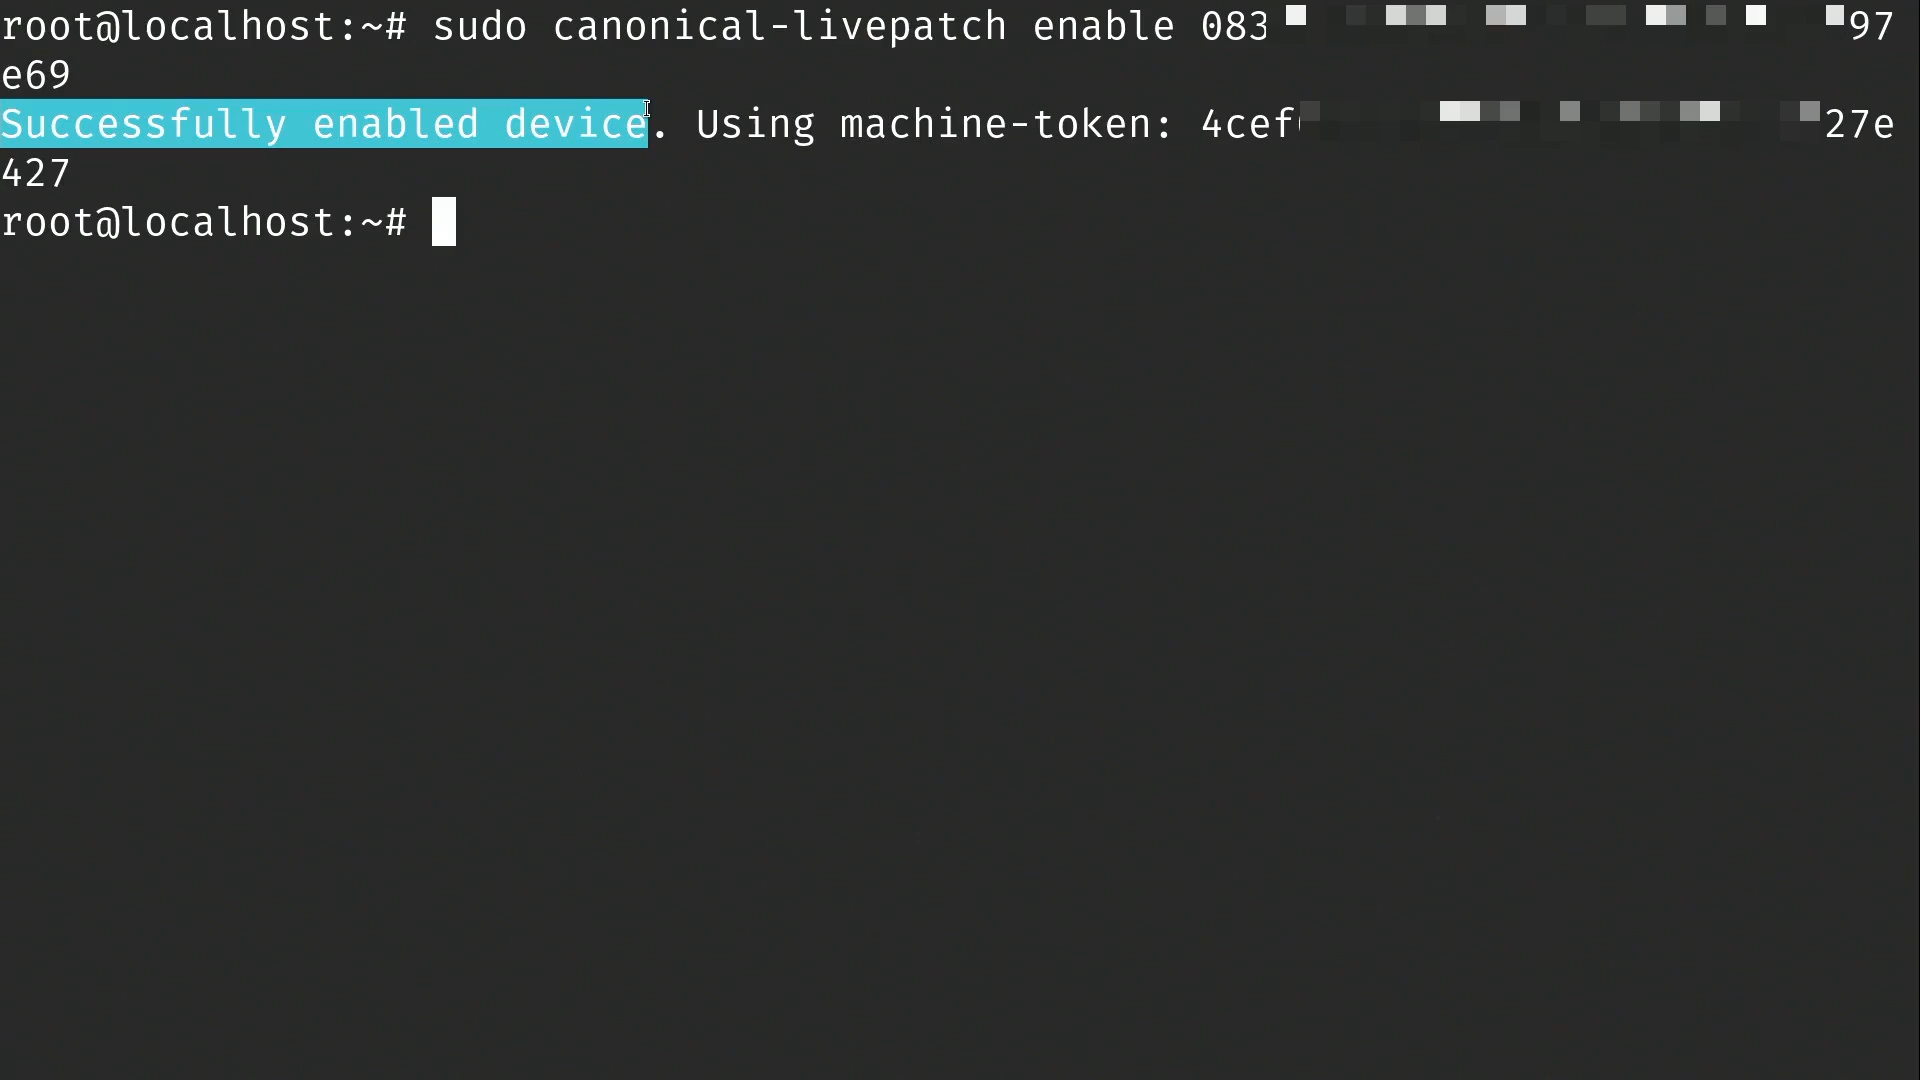 root@localhost:~# sudo canonical-livepatch enable 083 97
e69
Successfully enabled device. Using machine-token: 4cef 27e
427
root@localhost:~#